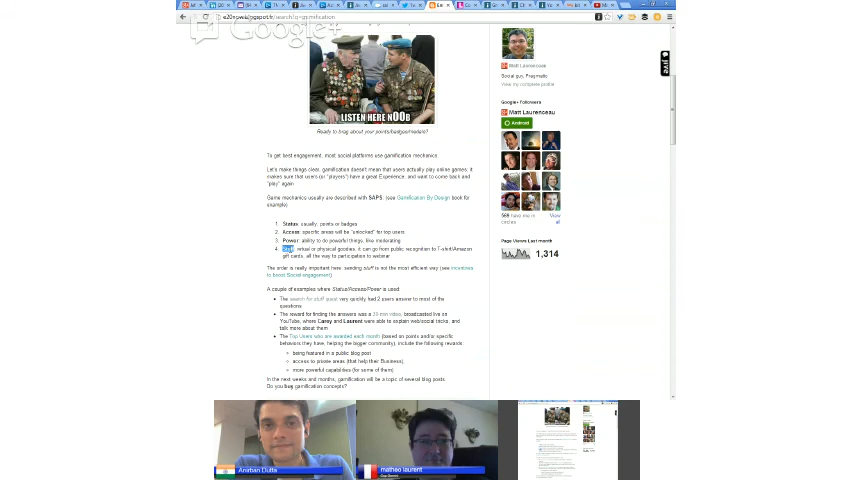 Google+
LISTEN HERE N00B
Ready to brag about your points/badges/medals?
To get best engagement, most social platforms use gamification mechanics.
Let's make things clear, gamification doesn't mean that users actually play online games; it
makes sure that users (or "players") have a great Experience, and want to come back and
"play" again
Game mechanics usually are described with SAPS: (see Gamification By Design book for
example)
1. Status: usually, points or badges
2. Access: specific areas will be "unlocked" for top users
3. Power: ability to do powerful things, like moderating
4. Stuff: virtual or physical goodies, it can go from public recognition to T-shirt/Amazon
gift cards, all the way to participation to webinar
The order is really important here, sending stuff is not the most efficient way (see incentives
to boost Social engagement)
A couple of examples where Status/Access/Power is used:
The search for stuff quest very quickly had 2 users answer to most of the
questions
The reward for finding the answers was a 39 min video, broadcasted live on
YouTube, where Carey and Laurent were able to explain web/social tricks, and
talk more about them
The Top Users who are awarded each month (based on points and/or specific
behaviors they have, helping the bigger community), include the following rewards:
being featured in a public blog post
access to private areas (that help their Business),
more powerful capabilities (for some of them)
In the next weeks and months, gamification will be a topic of several blog posts.
Do you buy gamification concepts?
Matt Laurenceau
Social guy, Pragmatic
View my complete profile
Google+ Followers
Matt Laurenceau
Android
569 have me in
circles
View
all
Page Views Last month
1,314
jive
Anirban Dutta
matheo laurent